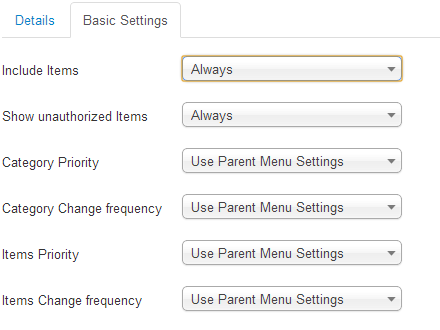 Details Basic Settings
Include Items Always
Show unauthorized Items Always
Category Priority Use Parent Menu Settings
Category Change frequency Use Parent Menu Settings
Items Priority Use Parent Menu Settings
Items Change frequency Use Parent Menu Settings